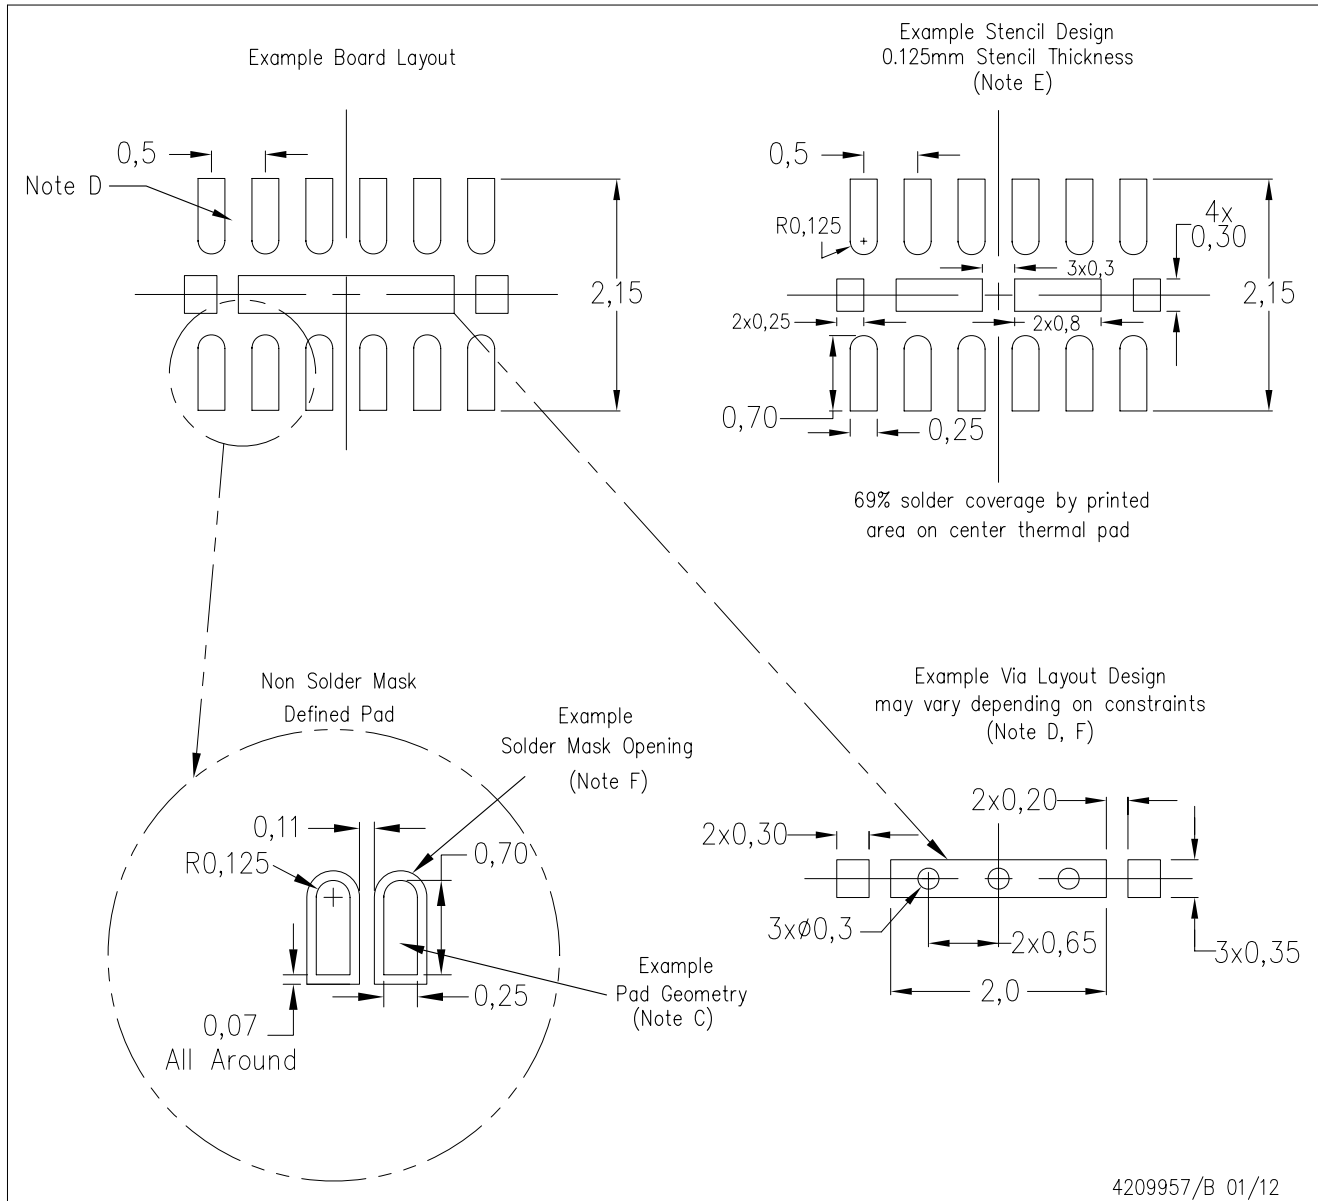 Example Board Layout
0,5
Note D
2,15
Example Stencil Design
0.125mm Stencil Thickness
(Note E)
0,5
R0,125
4x
0,30
3x0,3
2,15
2x0,25
2x0,8
0,70
0,25
69% solder coverage by printed
area on center thermal pad
Non Solder Mask
Defined Pad
Example
Solder Mask Opening
(Note F)
0,11
R0,125
0,70
0,25
Example
Pad Geometry
(Note C)
0,07
All Around
Example Via Layout Design
may vary depending on constraints
(Note D, F)
2x0,20
2x0,30
3xø0,3
2x0,65
3x0,35
2,0
4209957/B 01/12